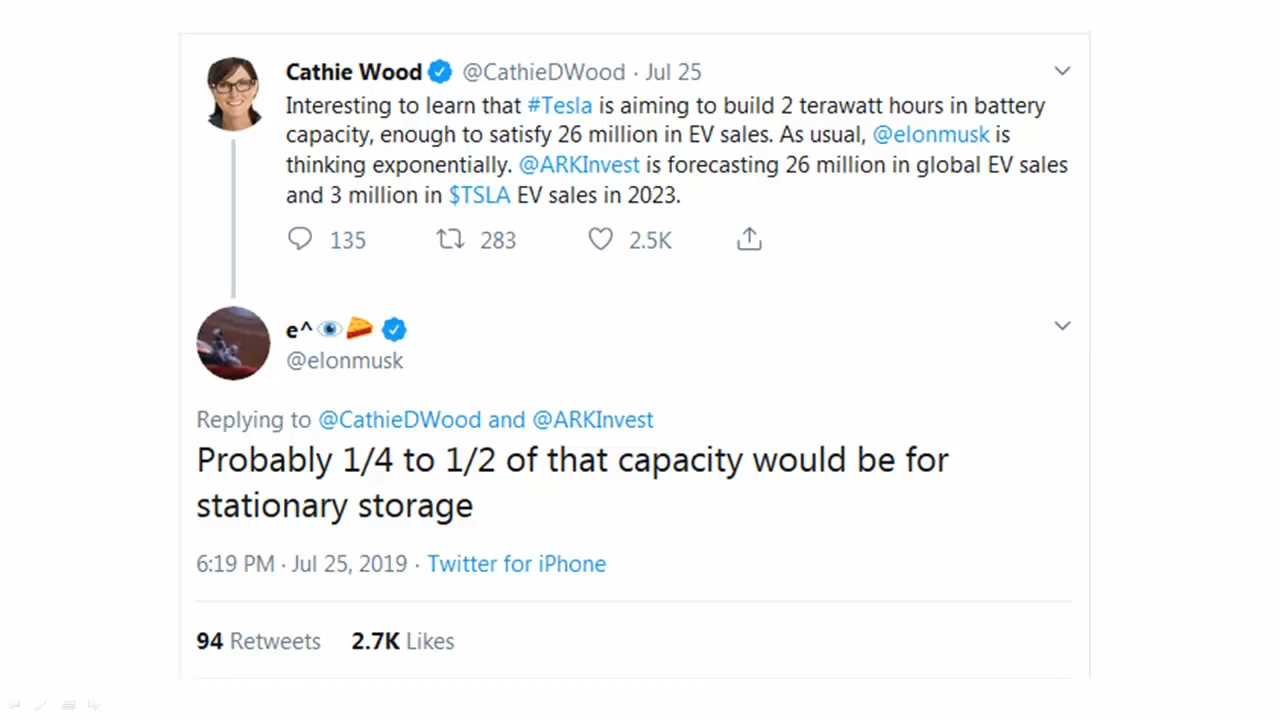 Cathie Wood @CathieDWood · Jul 25
Interesting to learn that #Tesla is aiming to build 2 terawatt hours in battery
capacity, enough to satisfy 26 million in EV sales. As usual, @elonmusk is
thinking exponentially. @ARKInvest is forecasting 26 million in global EV sales
and 3 million in $TSLA EV sales in 2023.
135 283 2.5K
e^👁️🧀
@elonmusk
Replying to @CathieDWood and @ARKInvest
Probably 1/4 to 1/2 of that capacity would be for
stationary storage
6:19 PM · Jul 25, 2019 · Twitter for iPhone
94 Retweets 2.7K Likes